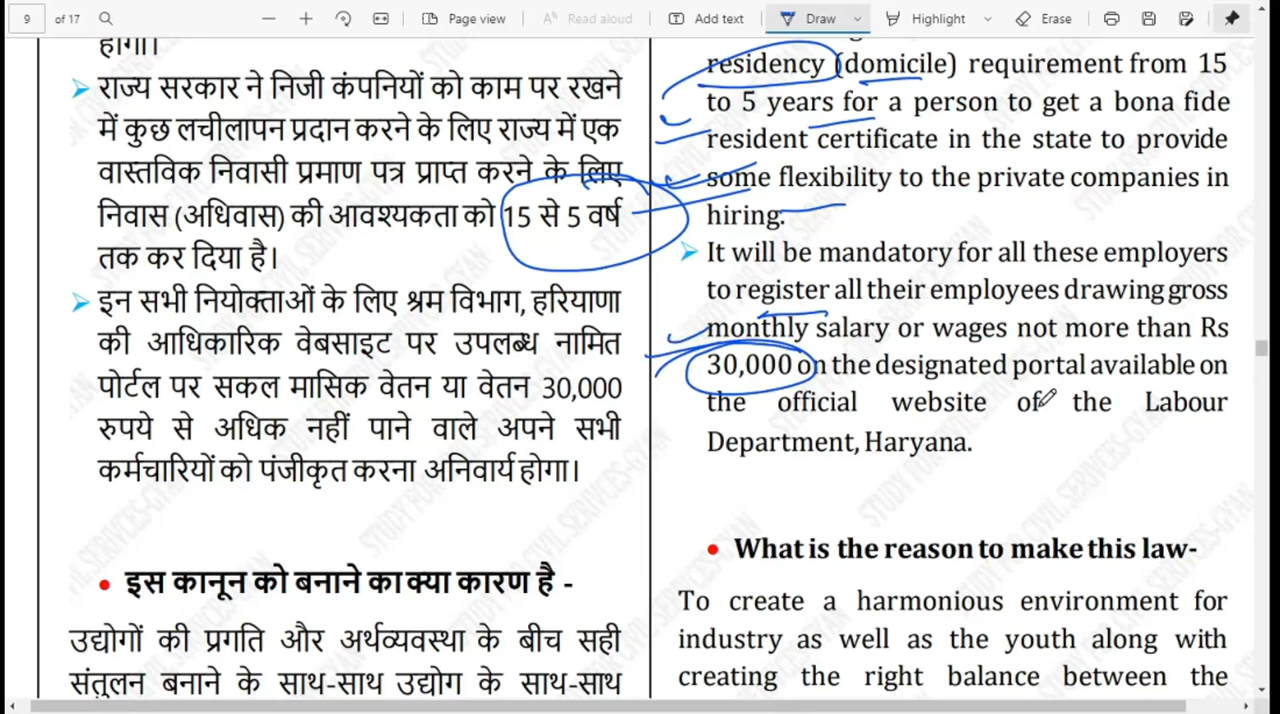 9
of 17
Page view
Read aloud
Add text
Draw
Highlight
Erase
होगा।
राज्य सरकार ने निजी कंपनियों को काम पर रखने
में कुछ लचीलापन प्रदान करने के लिए राज्य में एक
वास्तविक निवासी प्रमाण पत्र प्राप्त करने के लिए
निवास (अधिवास) की आवश्यकता को 15 से 5 वर्ष
तक कर दिया है।
इन सभी नियोक्ताओं के लिए श्रम विभाग, हरियाणा
की आधिकारिक वेबसाइट पर उपलब्ध नामित
पोर्टल पर सकल मासिक वेतन या वेतन 30,000
रुपये से अधिक नहीं पाने वाले अपने सभी
कर्मचारियों को पंजीकृत करना अनिवार्य होगा।
इस कानून को बनाने का क्या कारण है -
उद्योगों की प्रगति और अर्थव्यवस्था के बीच सही
संतुलन बनाने के साथ-साथ उद्योग के साथ-साथ
residency (domicile) requirement from 15
to 5 years for a person to get a bona fide
resident certificate in the state to provide
some flexibility to the private companies in
hiring.
It will be mandatory for all these employers
to register all their employees drawing gross
monthly salary or wages not more than Rs
30,000 on the designated portal available on
the official website of the Labour
Department, Haryana.
What is the reason to make this law-
To create a harmonious environment for
industry as well as the youth along with
creating the right balance between the